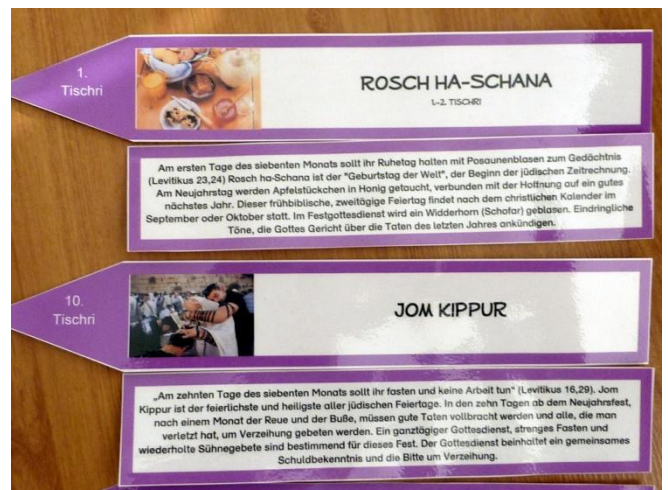 1.
Tischri
ROSCH HA-SCHANA
1.-2. TISCHRI
Am ersten Tage des siebenten Monats sollt ihr Ruhetag halten mit Posaunenblasen zum Gedächtnis
(Levitikus 23,24) Rosch ha-Schana ist der "Geburtstag der Welt", der Beginn der jüdischen Zeitrechnung.
Am Neujahrstag werden Apfelstückchen in Honig getaucht, verbunden mit der Hoffnung auf ein gutes
nächstes Jahr. Dieser frühbiblische, zweitägige Feiertag findet nach dem christlichen Kalender im
September oder Oktober statt. Im Festgottesdienst wird ein Widderhorn (Schofar) geblasen. Eindringliche
Töne, die Gottes Gericht über die Taten des letzten Jahres ankündigen.
10.
Tischri
JOM KIPPUR
„Am zehnten Tage des siebenten Monats sollt ihr fasten und keine Arbeit tun“ (Levitikus 16,29). Jom
Kippur ist der feierlichste und heiligste aller jüdischen Feiertage. In den zehn Tagen ab dem Neujahrsfest,
nach einem Monat der Reue und der Buße, müssen gute Taten vollbracht werden und alle, die man
verletzt hat, um Verzeihung gebeten werden. Ein ganztägiger Gottesdienst, strenges Fasten und
wiederholte Sühnegebete sind bestimmend für dieses Fest. Der Gottesdienst beinhaltet ein gemeinsames
Schuldbekenntnis und die Bitte um Verzeihung.